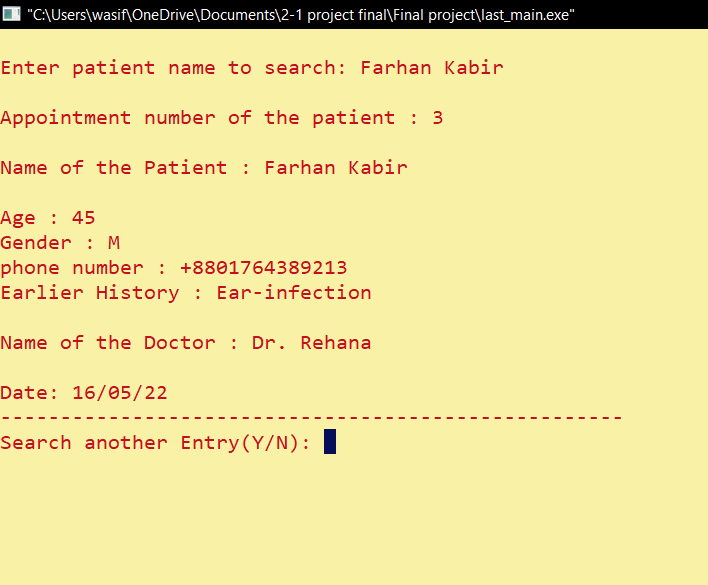 "C:\Users\wasif\OneDrive\Documents\2-1 project final\Final project\last_main.exe"
Enter patient name to search: Farhan Kabir
Appointment number of the patient : 3
Name of the Patient : Farhan Kabir
Age : 45
Gender : M
phone number : +8801764389213
Earlier History : Ear-infection
Name of the Doctor : Dr. Rehana
Date: 16/05/22
----------------------------------------------------
Search another Entry(Y/N):